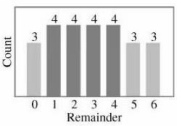 4 4 4 4
3 3 3
Count
0 1 2 3 4 5 6
Remainder